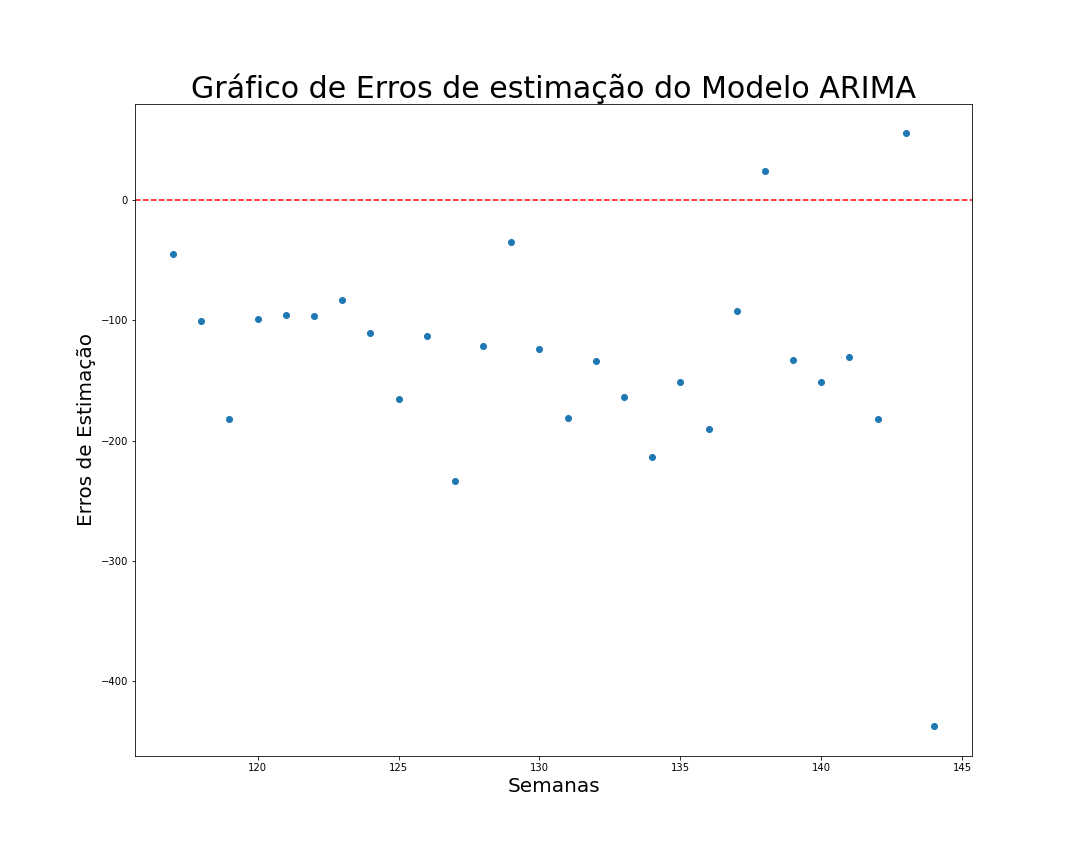 Gráfico de Erros de estimação do Modelo ARIMA
0
−100
−200
−300
−400
Erros de Estimação
120 125 130 135 140 145
Semanas